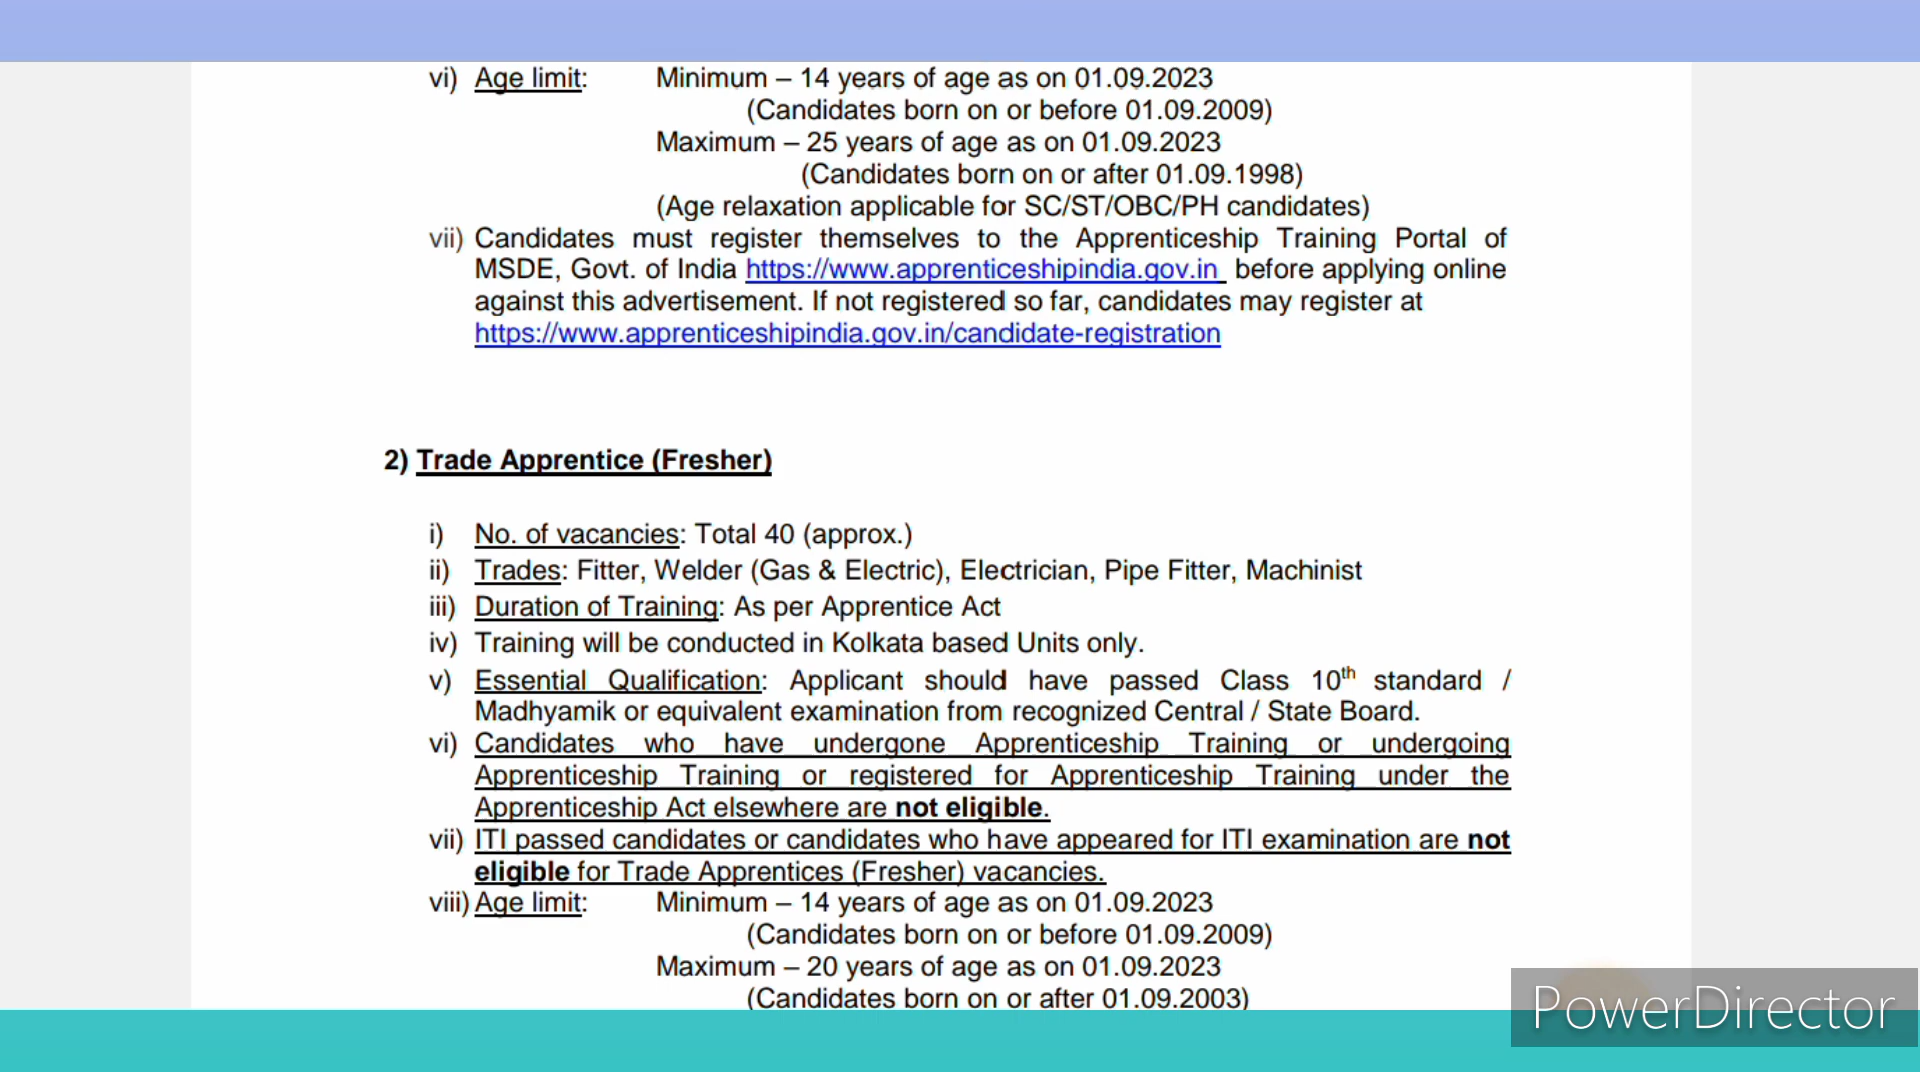 vi) Age limit: Minimum – 14 years of age as on 01.09.2023
(Candidates born on or before 01.09.2009)
Maximum – 25 years of age as on 01.09.2023
(Candidates born on or after 01.09.1998)
(Age relaxation applicable for SC/ST/OBC/PH candidates)
vii) Candidates must register themselves to the Apprenticeship Training Portal of
MSDE, Govt. of India https://www.apprenticeshipindia.gov.in before applying online
against this advertisement. If not registered so far, candidates may register at
https://www.apprenticeshipindia.gov.in/candidate-registration
2) Trade Apprentice (Fresher)
i) No. of vacancies: Total 40 (approx.)
ii) Trades: Fitter, Welder (Gas & Electric), Electrician, Pipe Fitter, Machinist
iii) Duration of Training: As per Apprentice Act
iv) Training will be conducted in Kolkata based Units only.
v) Essential Qualification: Applicant should have passed Class 10th standard /
Madhyamik or equivalent examination from recognized Central / State Board.
vi) Candidates who have undergone Apprenticeship Training or undergoing
Apprenticeship Training or registered for Apprenticeship Training under the
Apprenticeship Act elsewhere are not eligible.
vii) ITI passed candidates or candidates who have appeared for ITI examination are not
eligible for Trade Apprentices (Fresher) vacancies.
viii) Age limit: Minimum – 14 years of age as on 01.09.2023
(Candidates born on or before 01.09.2009)
Maximum – 20 years of age as on 01.09.2023
(Candidates born on or after 01.09.2003)
PowerDirector